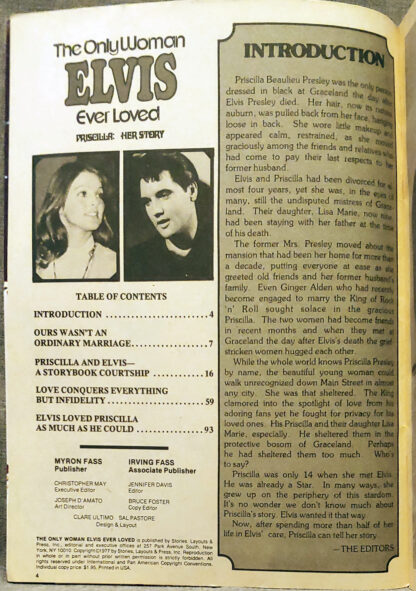 The Only Woman
ELVIS
Ever Loved
PRISCILLA: HER STORY
TABLE OF CONTENTS
INTRODUCTION ........................4
OURS WASN'T AN
ORDINARY MARRIAGE................7
PRISCILLA AND ELVIS—
A STORYBOOK COURTSHIP ........16
LOVE CONQUERS EVERYTHING
BUT INFIDELITY ......................59
ELVIS LOVED PRISCILLA
AS MUCH AS HE COULD .............93
MYRON FASS
Publisher
IRVING FASS
Associate Publisher
CHRISTOPHER MAY
Executive Editor
JENNIFER DAVIS
Editor
JOSEPH D'AMATO
Art Director
BRUCE FOSTER
Copy Editor
CLARE ULTIMO SAL PASTORE
Design & Layout
THE ONLY WOMAN ELVIS EVER LOVED is published by Stories, Layouts &
Press, Inc.; editorial and executive offices at 257 Park Avenue South, New
York, NY 10010. Copyright ©1977 by Stories, Layouts & Press, Inc. Reproduction
in whole or in part without prior written permission is strictly forbidden. All
rights reserved under International and Pan American Copyright Conventions.
Individual copy price: $1.95. Printed in USA.
4
INTRODUCTION
Priscilla Beaulieu Presley was the only person
dressed in black at Graceland the day after
Elvis Presley died. Her hair, now its natural
auburn, was pulled back from her face, hanging
loose in back. She wore little makeup and
appeared calm, restrained, as she moved
graciously among the friends and relatives who
had come to pay their last respects to her
former husband.
Elvis and Priscilla had been divorced for al-
most four years, yet she was, in the eyes of
many, still the undisputed mistress of Grace-
land. Their daughter, Lisa Marie, now nine,
had been staying with her father at the time
of his death.
The former Mrs. Presley moved about the
mansion that had been her home for more than
a decade, putting everyone at ease as she
greeted old friends and her former husband's
family. Even Ginger Alden who had recently
become engaged to marry the King of Rock
'n' Roll sought solace in the gracious
Priscilla. The two women had become friends
in recent months and when they met at
Graceland the day after Elvis's death the grief
stricken women hugged each other.
While the whole world knows Priscilla Presley
by name, the beautiful young woman could
walk unrecognized down Main Street in almost
any city. She was that sheltered. The King
clamored into the spotlight of love from his
adoring fans yet he fought for privacy for his
loved ones. His Priscilla and their daughter Lisa
Marie, especially. He sheltered them in the
protective bosom of Graceland. Perhaps
he had sheltered them too much. Who's
to say?
Priscilla was only 14 when she met Elvis.
He was already a Star. In many ways, she
grew up on the periphery of this stardom.
It's no wonder we don't know much about
Priscilla's story. Elvis wanted it that way.
Now, after spending more than half of her
life in Elvis' care, Priscilla can tell her story.
—THE EDITORS